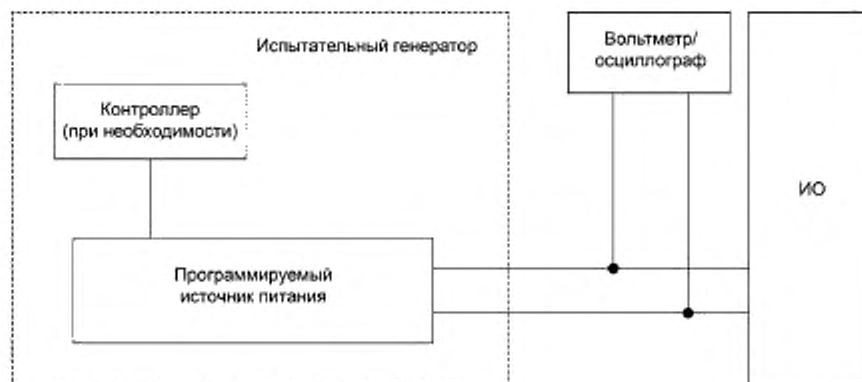 Испытательный генератор
Вольтметр/
осциллограф
Контроллер
(при необходимости)
ИО
Программируемый
источник питания